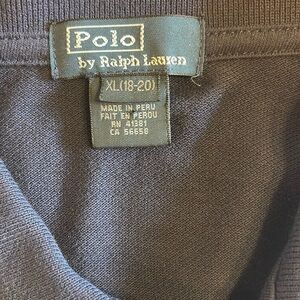 Polo
by Ralph Lauren
XL(18-20)
MADE IN PERU
FAIT EN PEROU
RN 41381
CA 56658